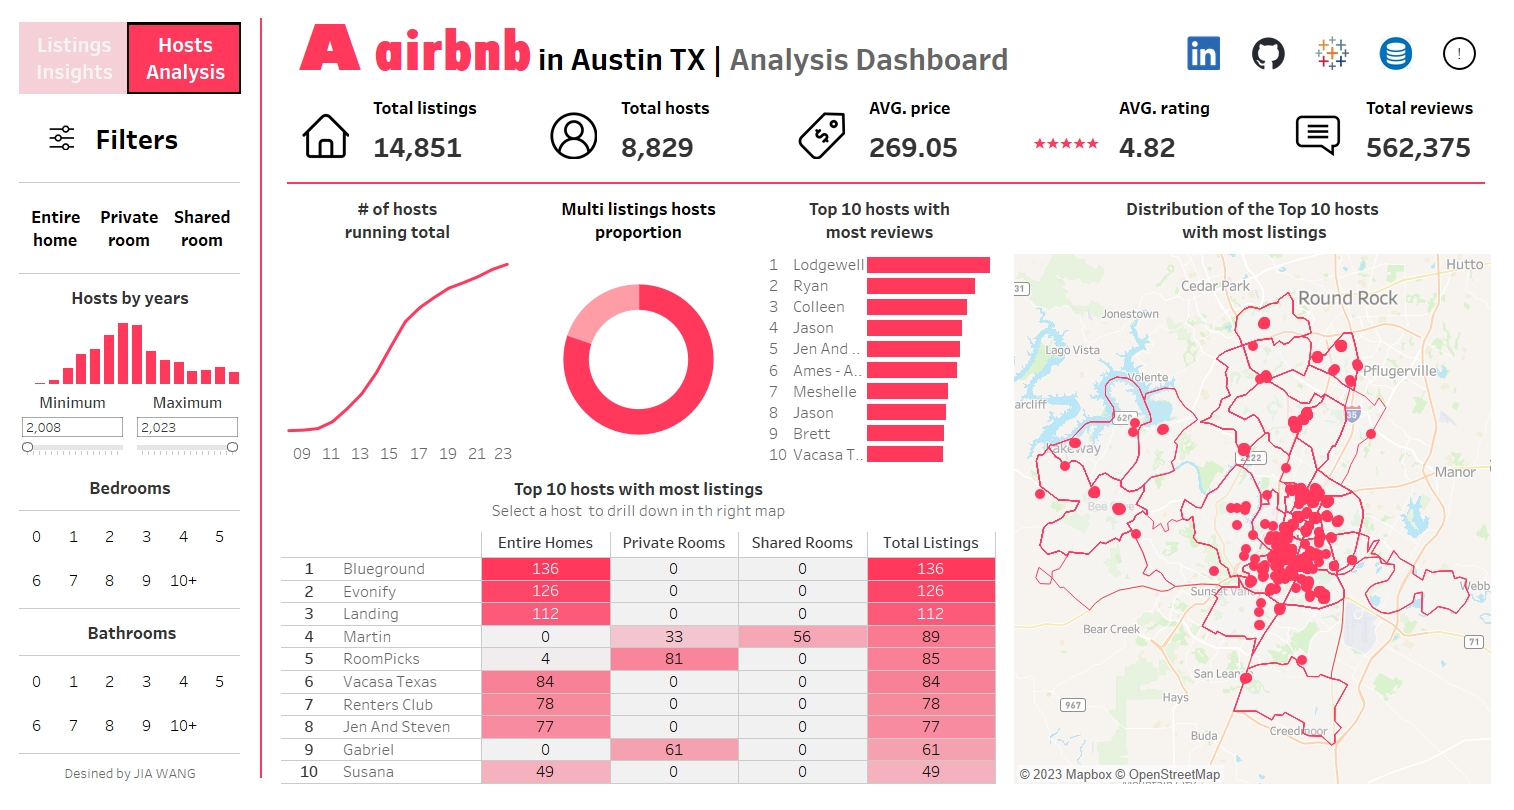 Listings
Insights
Hosts
Analysis
A airbnb in Austin TX | Analysis Dashboard
in
!
Filters
Total listings
14,851
Total hosts
8,829
$
AVG. price
269.05
AVG. rating
4.82
Total reviews
562,375
Entire
home
Private
room
Shared
room
Hosts by years
Minimum
Maximum
2,008
2,023
Bedrooms
0 1 2 3 4 5
6 7 8 9 10+
Bathrooms
0 1 2 3 4 5
6 7 8 9 10+
Desined by JIA WANG
# of hosts
running total
09 11 13 15 17 19 21 23
Multi listings hosts
proportion
Top 10 hosts with
most reviews
1 Lodgewell
2 Ryan
3 Colleen
4 Jason
5 Jen And ..
6 Ames - A..
7 Meshelle
8 Jason
9 Brett
10 Vacasa T..
Top 10 hosts with most listings
Select a host to drill down in th right map
Entire Homes Private Rooms Shared Rooms Total Listings
1 Blueground 136 0 0 136
2 Evonify 126 0 0 126
3 Landing 112 0 0 112
4 Martin 0 33 56 89
5 RoomPicks 4 81 0 85
6 Vacasa Texas 84 0 0 84
7 Renters Club 78 0 0 78
8 Jen And Steven 77 0 0 77
9 Gabriel 0 61 0 61
10 Susana 49 0 0 49
Distribution of the Top 10 hosts
with most listings
Hutto
Cedar Park
31
Round Rock
Jonestown
Lago Vista
Pflugerville
Volente
arcliff
620
35
Lakeway
2222
Manor
Bee
Webb
Sunset Valley
Bear Creek
71
San Lean
Hays
967
Buda
Creedmoor
© 2023 Mapbox © OpenStreetMap